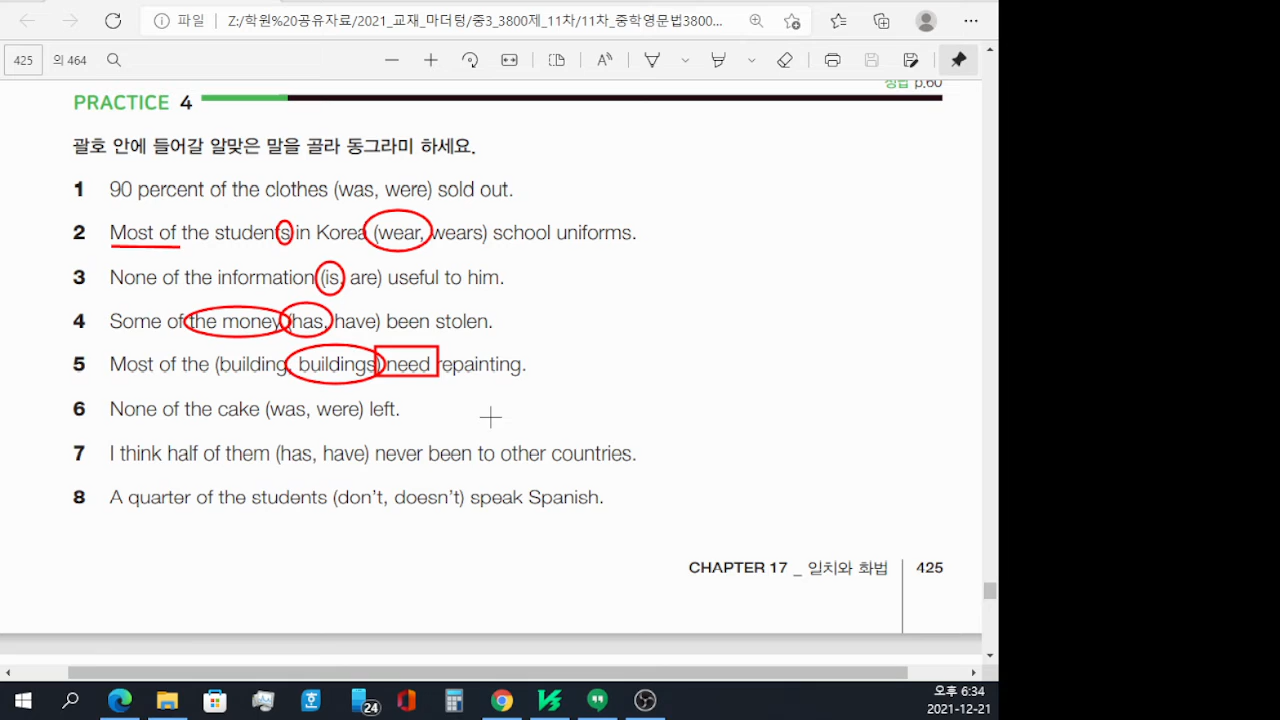 파일 Z:/학원%20공유자료/2021_교재_마더텅/중3_3800제_11차/11차_중학영문법3800...
425 의 464
정답 p.60
PRACTICE 4
괄호 안에 들어갈 알맞은 말을 골라 동그라미 하세요.
1 90 percent of the clothes (was, were) sold out.
2 Most of the students in Korea (wear, wears) school uniforms.
3 None of the information (is, are) useful to him.
4 Some of the money (has, have) been stolen.
5 Most of the (building, buildings) need repainting.
6 None of the cake (was, were) left.
7 I think half of them (has, have) never been to other countries.
8 A quarter of the students (don't, doesn't) speak Spanish.
CHAPTER 17 _ 일치와 화법 425
24
오후 6:34
2021-12-21